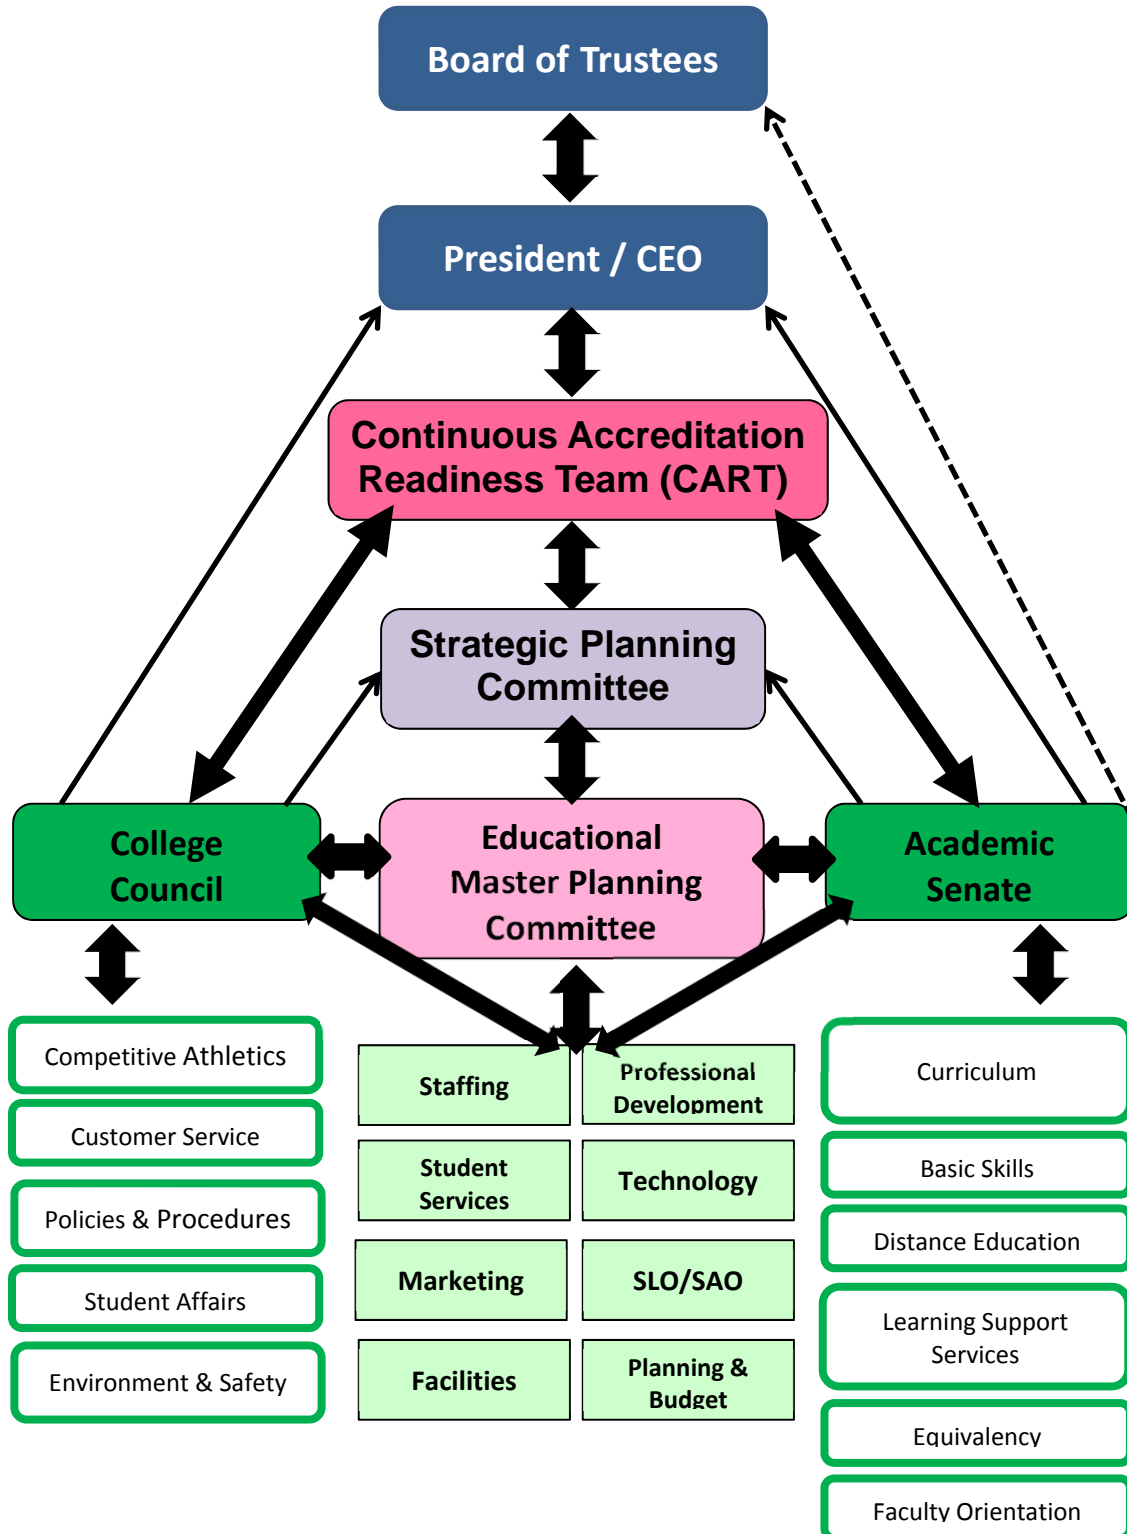 Board of Trustees
President / CEO
Continuous Accreditation
Readiness Team (CART)
Strategic Planning
Committee
College
Council
Educational
Master Planning
Committee
Academic
Senate
Competitive Athletics
Customer Service
Policies & Procedures
Student Affairs
Environment & Safety
Staffing
Professional
Development
Student
Services
Technology
Marketing
SLO/SAO
Facilities
Planning &
Budget
Curriculum
Basic Skills
Distance Education
Learning Support
Services
Equivalency
Faculty Orientation